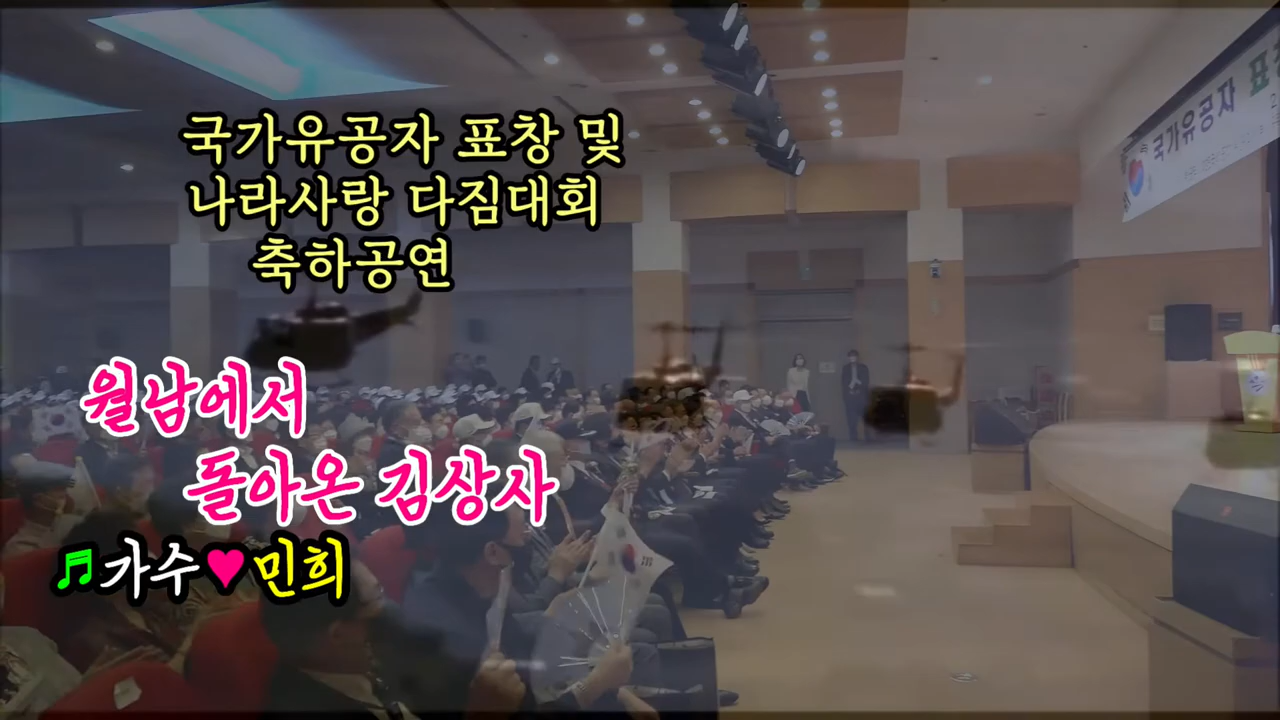 국가유공자 표창 및
나라사랑 다짐대회
축하공연
월남에서
돌아온 김상사
♬가수♥민희
국가유공자 표